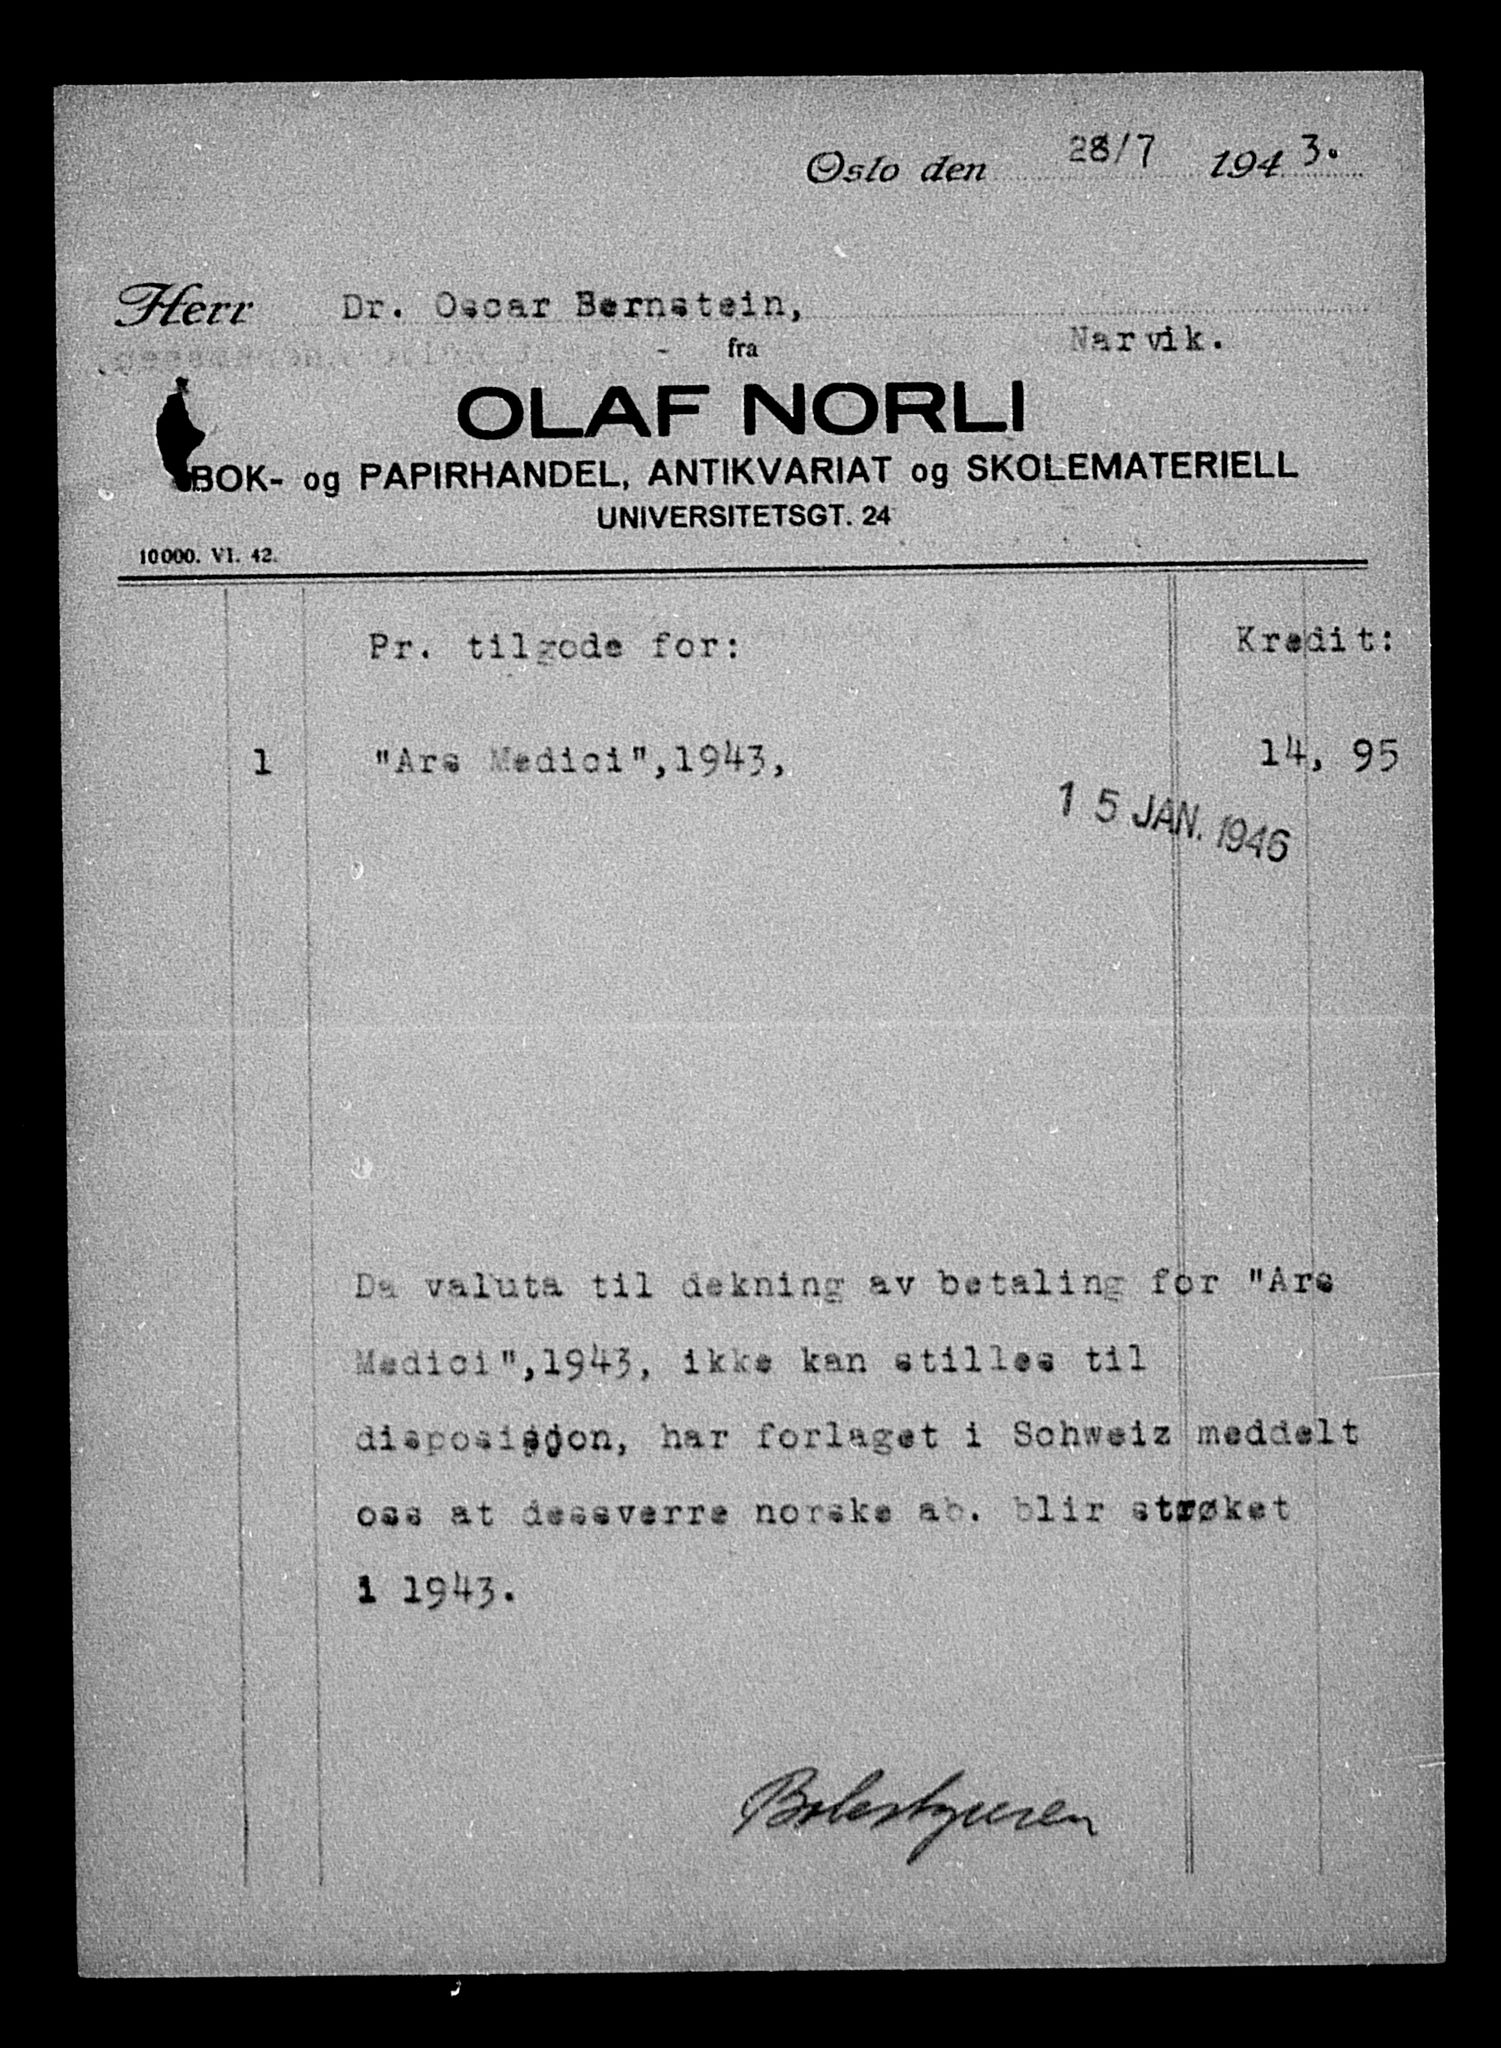 Oslo den 28/7 1943.
Herr Dr. Oscar Bernstein,
fra Narvik.
OLAF NORLI
BOK- og PAPIRHANDEL, ANTIKVARIAT og SKOLEMATERIELL
UNIVERSITETSGT. 24
10000. VI. 42.
Pr. tilgode for: Kredit:
1 "Ars Medici",1943, 14, 95
15 JAN. 1946
Da valuta til dekning av betaling for "Ars
Medici",1943, ikke kan stilles til
disposisjon, har forlaget i Schweiz meddelt
oss at dessverre norske ab. blir strøket
i 1943.